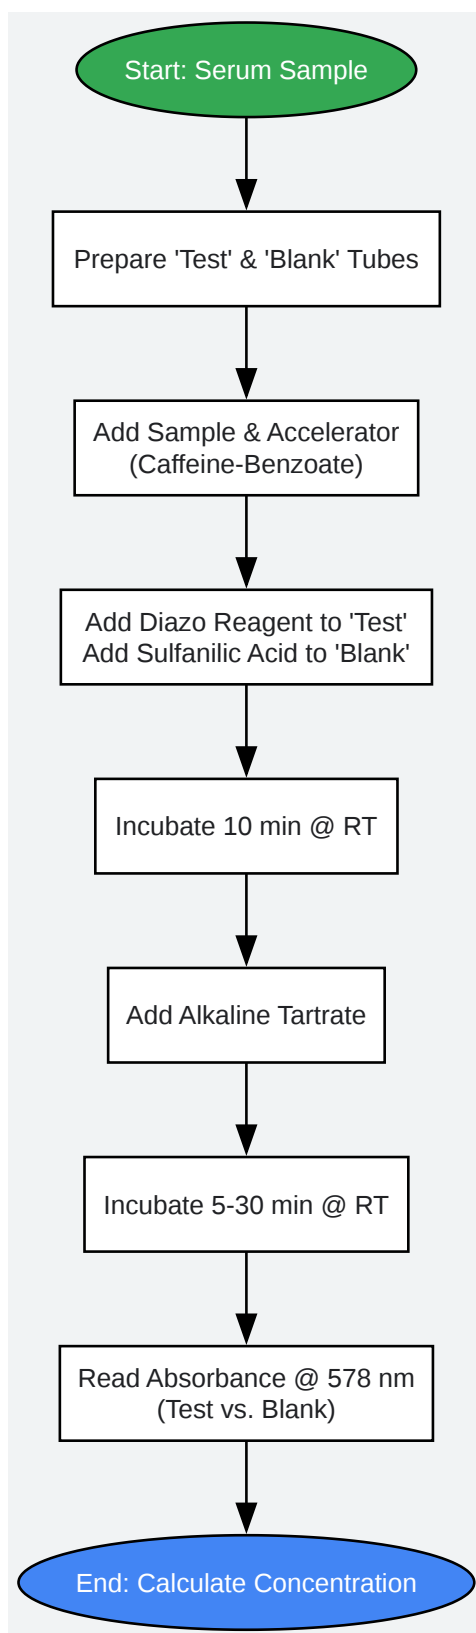 Start: Serum Sample
Prepare 'Test' & 'Blank' Tubes
Add Sample & Accelerator
(Caffeine-Benzoate)
Add Diazo Reagent to 'Test'
Add Sulfanilic Acid to 'Blank'
Incubate 10 min @ RT
Add Alkaline Tartrate
Incubate 5-30 min @ RT
Read Absorbance @ 578 nm
(Test vs. Blank)
End: Calculate Concentration